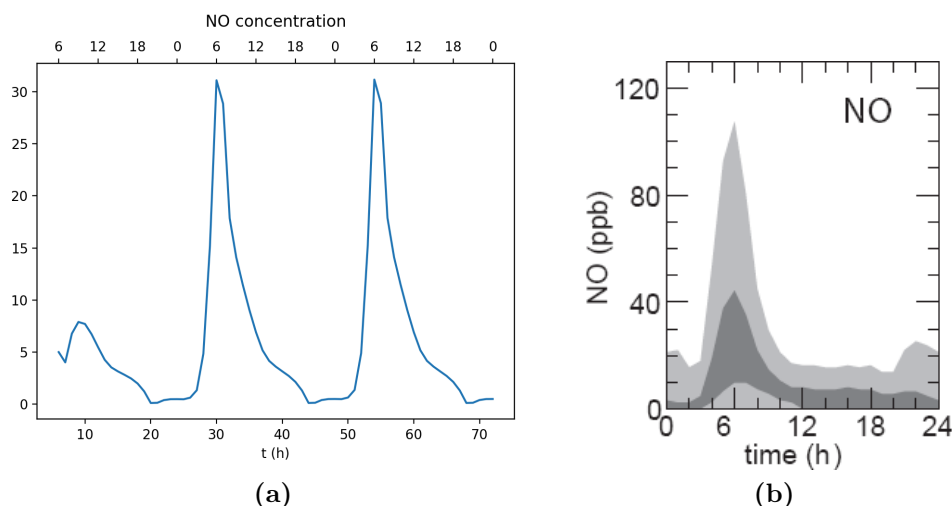 NO concentration
6 12 18 0 6 12 18 0 6 12 18 0
30
25
20
15
10
5
0
10 20 30 40 50 60 70
t (h)
(a)
NO
120
80
40
0
NO (ppb)
0 6 12 18 24
time (h)
(b)